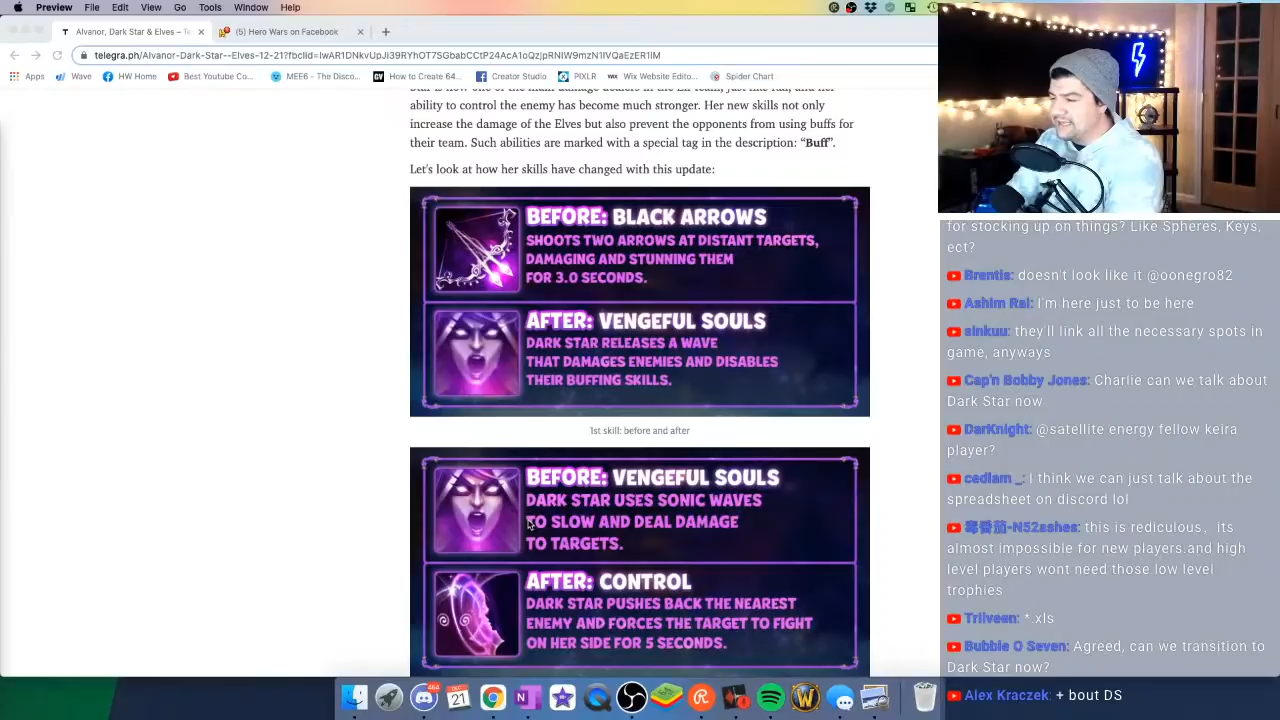 Preview File Edit View Go Tools Window Help
Alvanor, Dark Star & Elves – Te
(5) Hero Wars on Facebook
telegra.ph/Alvanor-Dark-Star--Elves-12-21?fbclid=
Apps Wave HW Home Best Youtube Co... MEE6 - The Disco... How to Create 64... Creator Studio PIXLR Wix Website Edito... Spider Chart
ability to control the enemy has become much stronger. Her new skills not only
increase the damage of the Elves but also prevent the opponents from using buffs for
their team. Such abilities are marked with a special tag in the description: “Buff”.
Let's look at how her skills have changed with this update:
BEFORE: BLACK ARROWS
SHOOTS TWO ARROWS AT DISTANT TARGETS,
DAMAGING AND STUNNING THEM
FOR 3.0 SECONDS.
AFTER: VENGEFUL SOULS
DARK STAR RELEASES A WAVE
THAT DAMAGES ENEMIES AND DISABLES
THEIR BUFFING SKILLS.
1st skill: before and after
BEFORE: VENGEFUL SOULS
DARK STAR USES SONIC WAVES
TO SLOW AND DEAL DAMAGE
TO TARGETS.
AFTER: CONTROL
DARK STAR PUSHES BACK THE NEAREST
ENEMY AND FORCES THE TARGET TO FIGHT
ON HER SIDE FOR 5 SECONDS.
for stocking up on things? Like Spheres, Keys,
ect?
Brentis: doesn't look like it @oonegro82
Ashim Rai: I'm here just to be here
sinkuu: they'll link all the necessary spots in
game, anyways
Cap'n Bobby Jones: Charlie can we talk about
Dark Star now
DarKnight: @satellite energy fellow keira
player?
cedlam _: I think we can just talk about the
spreadsheet on discord lol
毒番茄-N52ashes: this is rediculous，its
almost impossible for new players.and high
level players wont need those low level
trophies
Triiveen: *.xls
Bubble O Seven: Agreed, can we transition to
Dark Star now?
Alex Kraczek: + bout DS
464
DEC
21